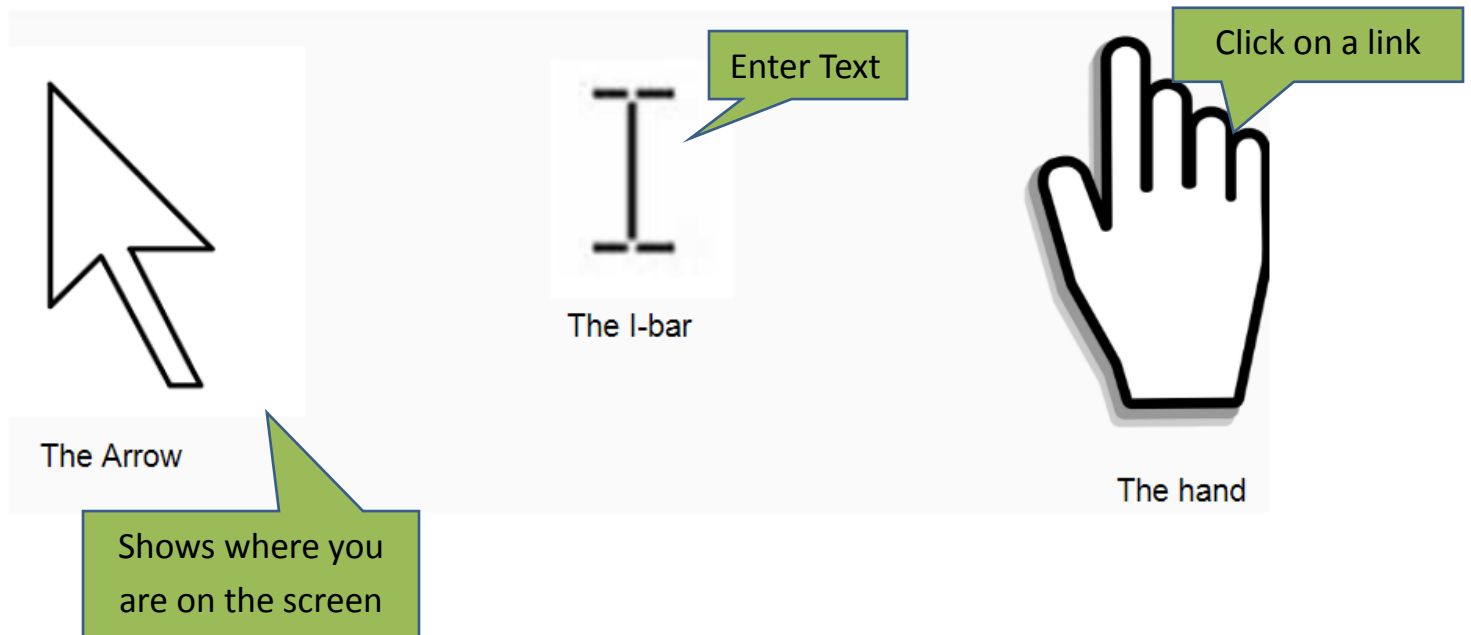 Click on a link
Enter Text
The I-bar
The Arrow
The hand
Shows where you
are on the screen